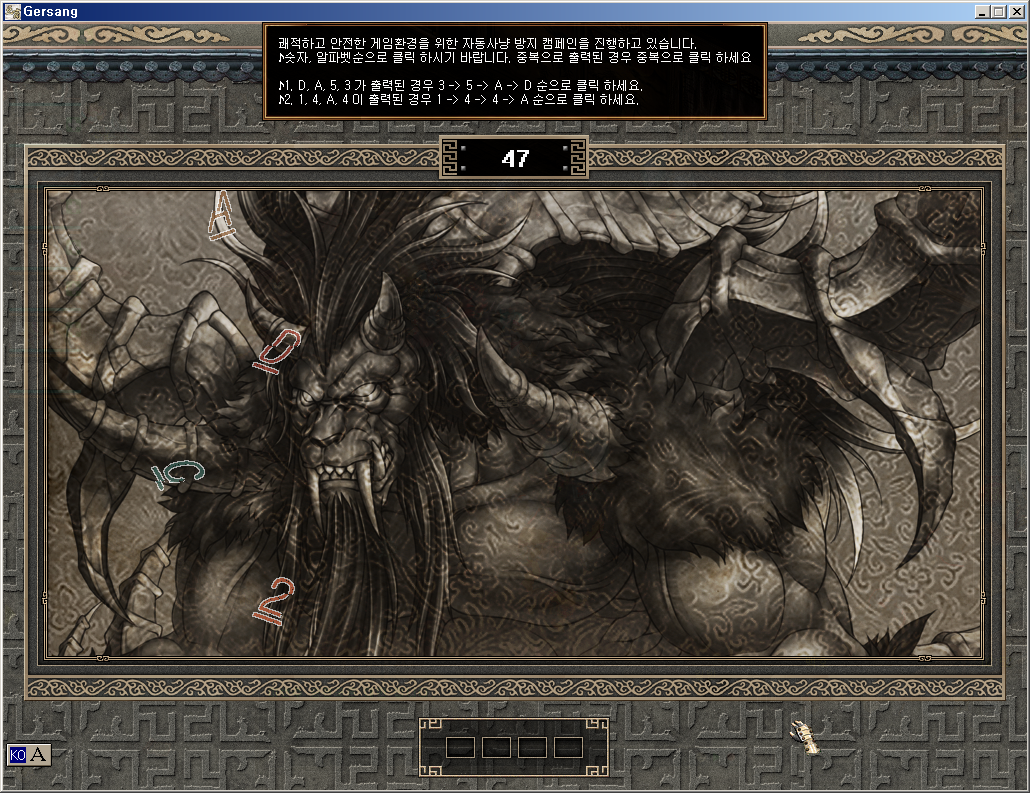 Gersang
쾌적하고 안전한 게임환경을 위한 자동사냥 방지 캠페인을 진행하고 있습니다.
♪숫자, 알파벳순으로 클릭 하시기 바랍니다. 중복으로 출력된 경우 중복으로 클릭 하세요
♪1, D, A, 5, 3 가 출력된 경우 3 -> 5 -> A -> D 순으로 클릭 하세요.
♪2, 1, 4, A, 4 이 출력된 경우 1 -> 4 -> 4 -> A 순으로 클릭 하세요.
47
A
D
C
2
KO A